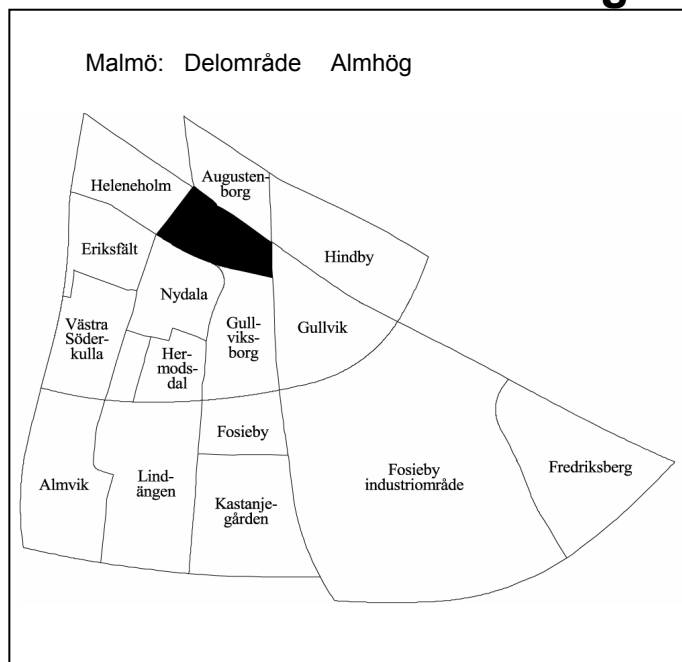 Malmö: Delområde Almhög
Augusten-
borg
Heleneholm
Hindby
Eriksfält
Nydala
Västra
Söder-
kulla
Gull-
viks-
borg
Gullvik
Her-
mods-
dal
Fosieby
Almvik
Lind-
ängen
Kastanje-
gården
Fosieby
industriområde
Fredriksberg